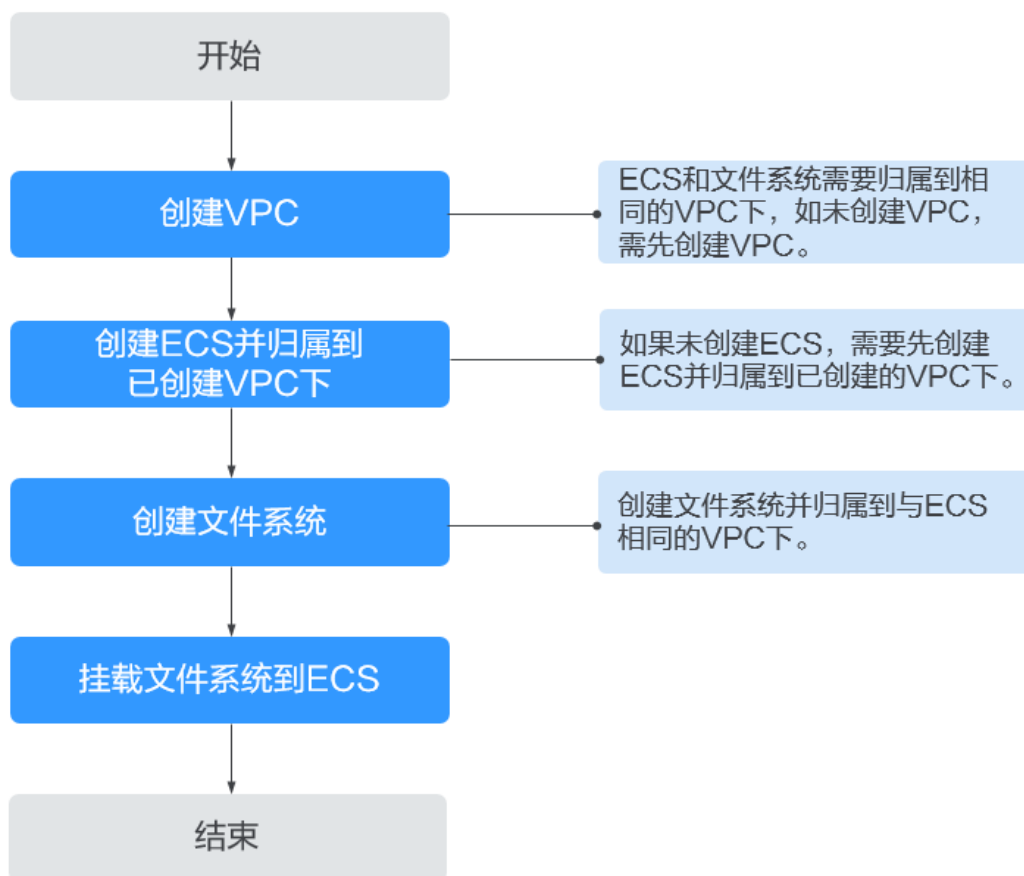 开始
创建VPC
ECS和文件系统需要归属到相
同的VPC下，如未创建VPC，
需先创建VPC。
创建ECS并归属到
已创建VPC下
如果未创建ECS，需要先创建
ECS并归属到已创建的VPC下。
创建文件系统
创建文件系统并归属到与ECS
相同的VPC下。
挂载文件系统到ECS
结束